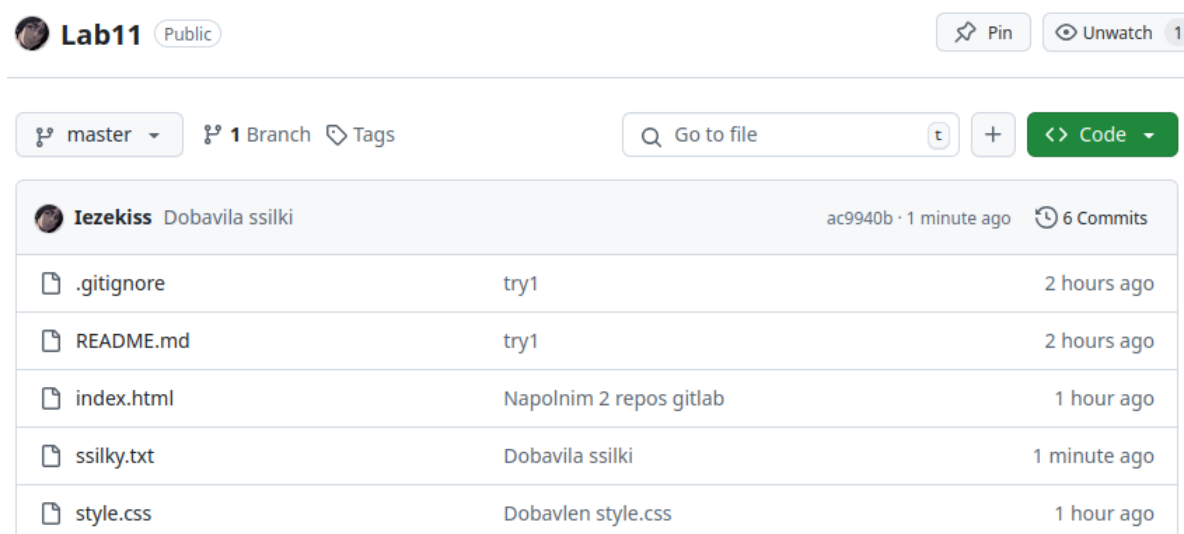 Lab11 Public Pin Unwatch 1
master 1 Branch Tags Go to file t + <> Code
Iezekiss Dobavila ssilki ac9940b · 1 minute ago 6 Commits
.gitignore try1 2 hours ago
README.md try1 2 hours ago
index.html Napolnim 2 repos gitlab 1 hour ago
ssilky.txt Dobavila ssilki 1 minute ago
style.css Dobavlen style.css 1 hour ago